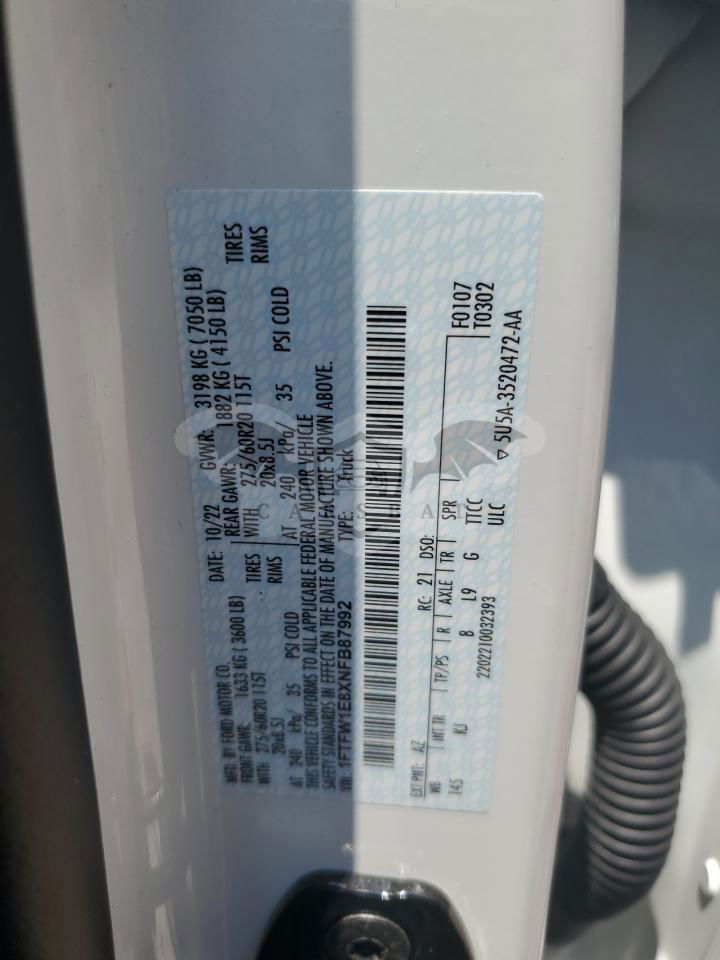 MFD. BY FORD MOTOR CO. DATE: 10/22 GVWR: 3198 KG ( 7050 LB)
FRONT GAWR: 1633 KG ( 3600 LB) REAR GAWR: 1882 KG ( 4150 LB)
WITH 275/60R20 115T TIRES WITH 275/60R20 115T TIRES
20x8.5J RIMS 20x8.5J RIMS
AT 240 kPa/ 35 PSI COLD AT 240 kPa/ 35 PSI COLD
THIS VEHICLE CONFORMS TO ALL APPLICABLE FEDERAL MOTOR VEHICLE
SAFETY STANDARDS IN EFFECT ON THE DATE OF MANUFACTURE SHOWN ABOVE.
VIN: 1FTFW1E8XNFB87992 TYPE: Truck
EXT PNT: AZ RC: 21 DSO: F0107
WB INT TR TP/PS R AXLE TR SPR T0302
145 KJ 8 L9 G TTCC
2202210032393 ULC
5U5A-3520472-AA